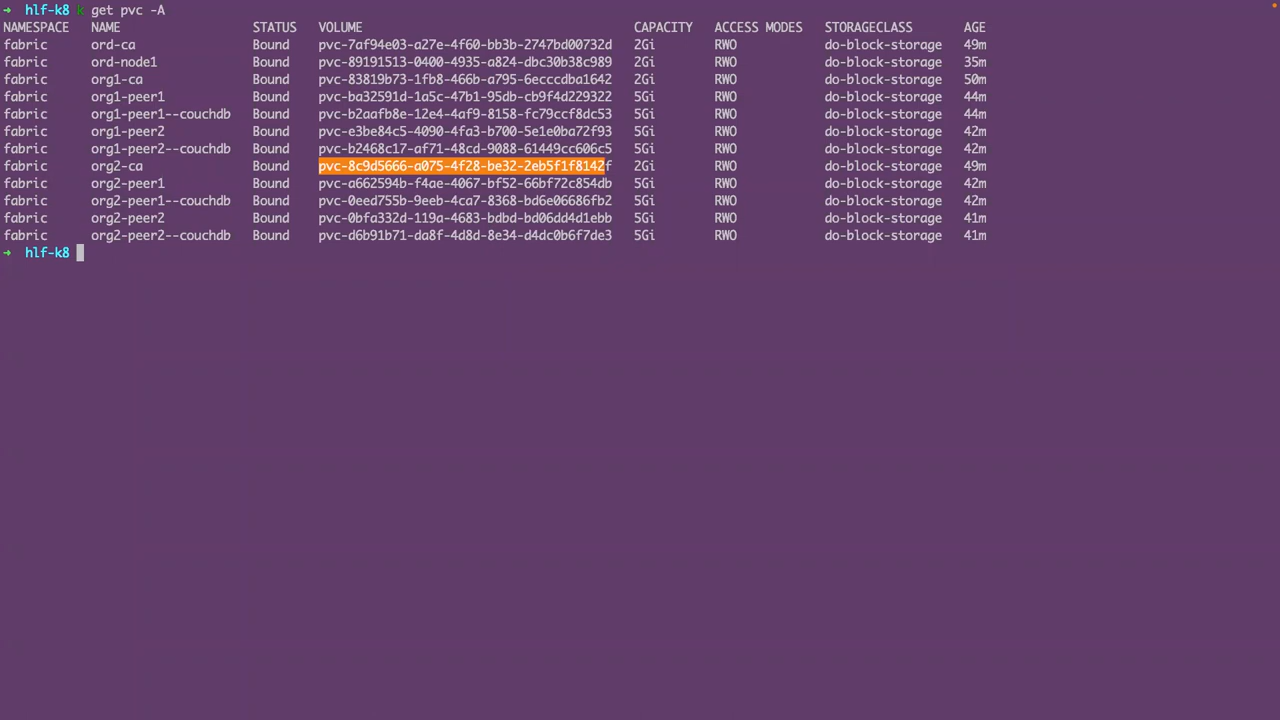 ➜ hlf-k8 k get pvc -A
NAMESPACE NAME STATUS VOLUME CAPACITY ACCESS MODES STORAGECLASS AGE
fabric ord-ca Bound pvc-7af94e03-a27e-4f60-bb3b-2747bd00732d 2Gi RWO do-block-storage 49m
fabric ord-node1 Bound pvc-89191513-0400-4935-a824-dbc30b38c989 2Gi RWO do-block-storage 35m
fabric org1-ca Bound pvc-83819b73-1fb8-466b-a795-6ecccdba1642 2Gi RWO do-block-storage 50m
fabric org1-peer1 Bound pvc-ba32591d-1a5c-47b1-95db-cb9f4d229322 5Gi RWO do-block-storage 44m
fabric org1-peer1--couchdb Bound pvc-b2aafb8e-12e4-4af9-8158-fc79ccf8dc53 5Gi RWO do-block-storage 44m
fabric org1-peer2 Bound pvc-e3be84c5-4090-4fa3-b700-5e1e0ba72f93 5Gi RWO do-block-storage 42m
fabric org1-peer2--couchdb Bound pvc-b2468c17-af71-48cd-9088-61449cc606c5 5Gi RWO do-block-storage 42m
fabric org2-ca Bound pvc-8c9d5666-a075-4f28-be32-2eb5f1f8142f 2Gi RWO do-block-storage 49m
fabric org2-peer1 Bound pvc-a662594b-f4ae-4067-bf52-66bf72c854db 5Gi RWO do-block-storage 42m
fabric org2-peer1--couchdb Bound pvc-0eed755b-9eeb-4ca7-8368-bd6e06686fb2 5Gi RWO do-block-storage 42m
fabric org2-peer2 Bound pvc-0bfa332d-119a-4683-bdbd-bd06dd4d1ebb 5Gi RWO do-block-storage 41m
fabric org2-peer2--couchdb Bound pvc-d6b91b71-da8f-4d8d-8e34-d4dc0b6f7de3 5Gi RWO do-block-storage 41m
➜ hlf-k8